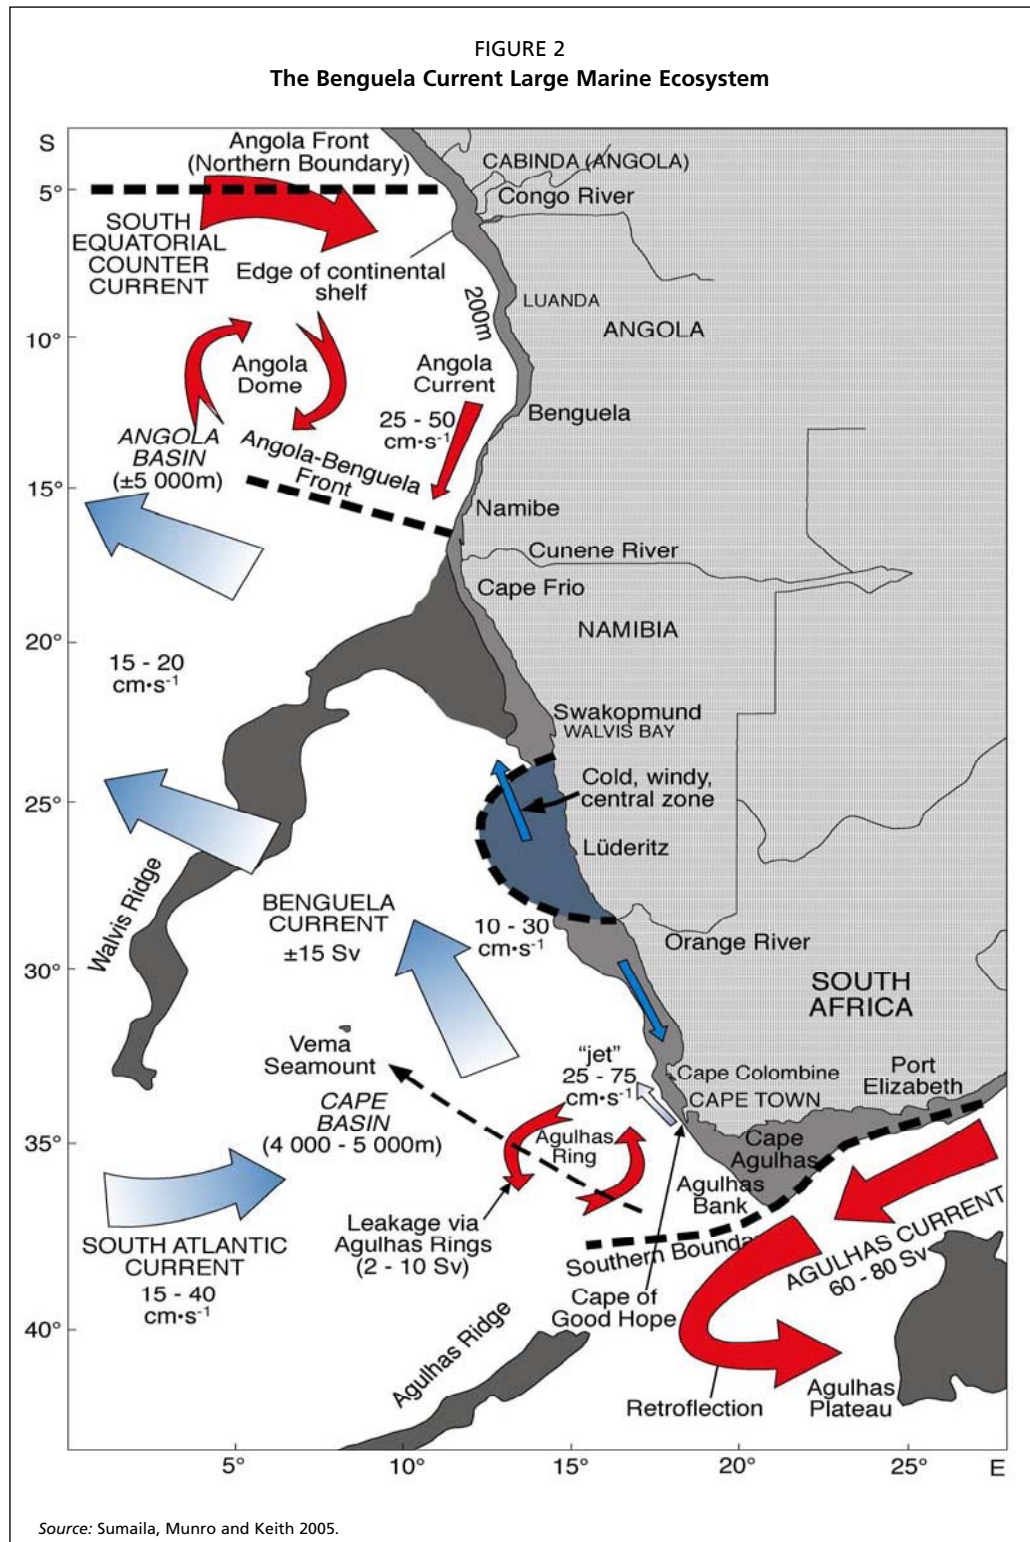 FIGURE 2
The Benguela Current Large Marine Ecosystem
S
Angola Front
(Northern Boundary)
CABINDA (ANGOLA)
5°
Congo River
SOUTH
EQUATORIAL
COUNTER
CURRENT
Edge of continental
shelf
200m
LUANDA
ANGOLA
10°
Angola
Dome
Angola
Current
25 - 50
cm•s-1
Benguela
ANGOLA
BASIN
(±5 000m)
Angola-Benguela
Front
15°
Namibe
Cunene River
Cape Frio
NAMIBIA
20°
15 - 20
cm•s-1
Swakopmund
WALVIS BAY
Cold, windy,
central zone
25°
Lüderitz
Walvis Ridge
BENGUELA
CURRENT
±15 Sv
10 - 30
cm•s-1
Orange River
30°
SOUTH
AFRICA
Vema
Seamount
"jet"
25 - 75
cm•s-1
Cape Colombine
CAPE TOWN
Port
Elizabeth
CAPE
BASIN
(4 000 - 5 000m)
35°
Agulhas
Ring
Cape
Agulhas
Agulhas
Bank
Leakage via
Agulhas Rings
(2 - 10 Sv)
SOUTH ATLANTIC
CURRENT
15 - 40
cm•s-1
Southern Bounda
AGULHAS CURRENT
60 - 80 Sv
Cape of
Good Hope
40°
Agulhas Ridge
Retroflection
Agulhas
Plateau
5°
10°
15°
20°
25°
E
Source: Sumaila, Munro and Keith 2005.